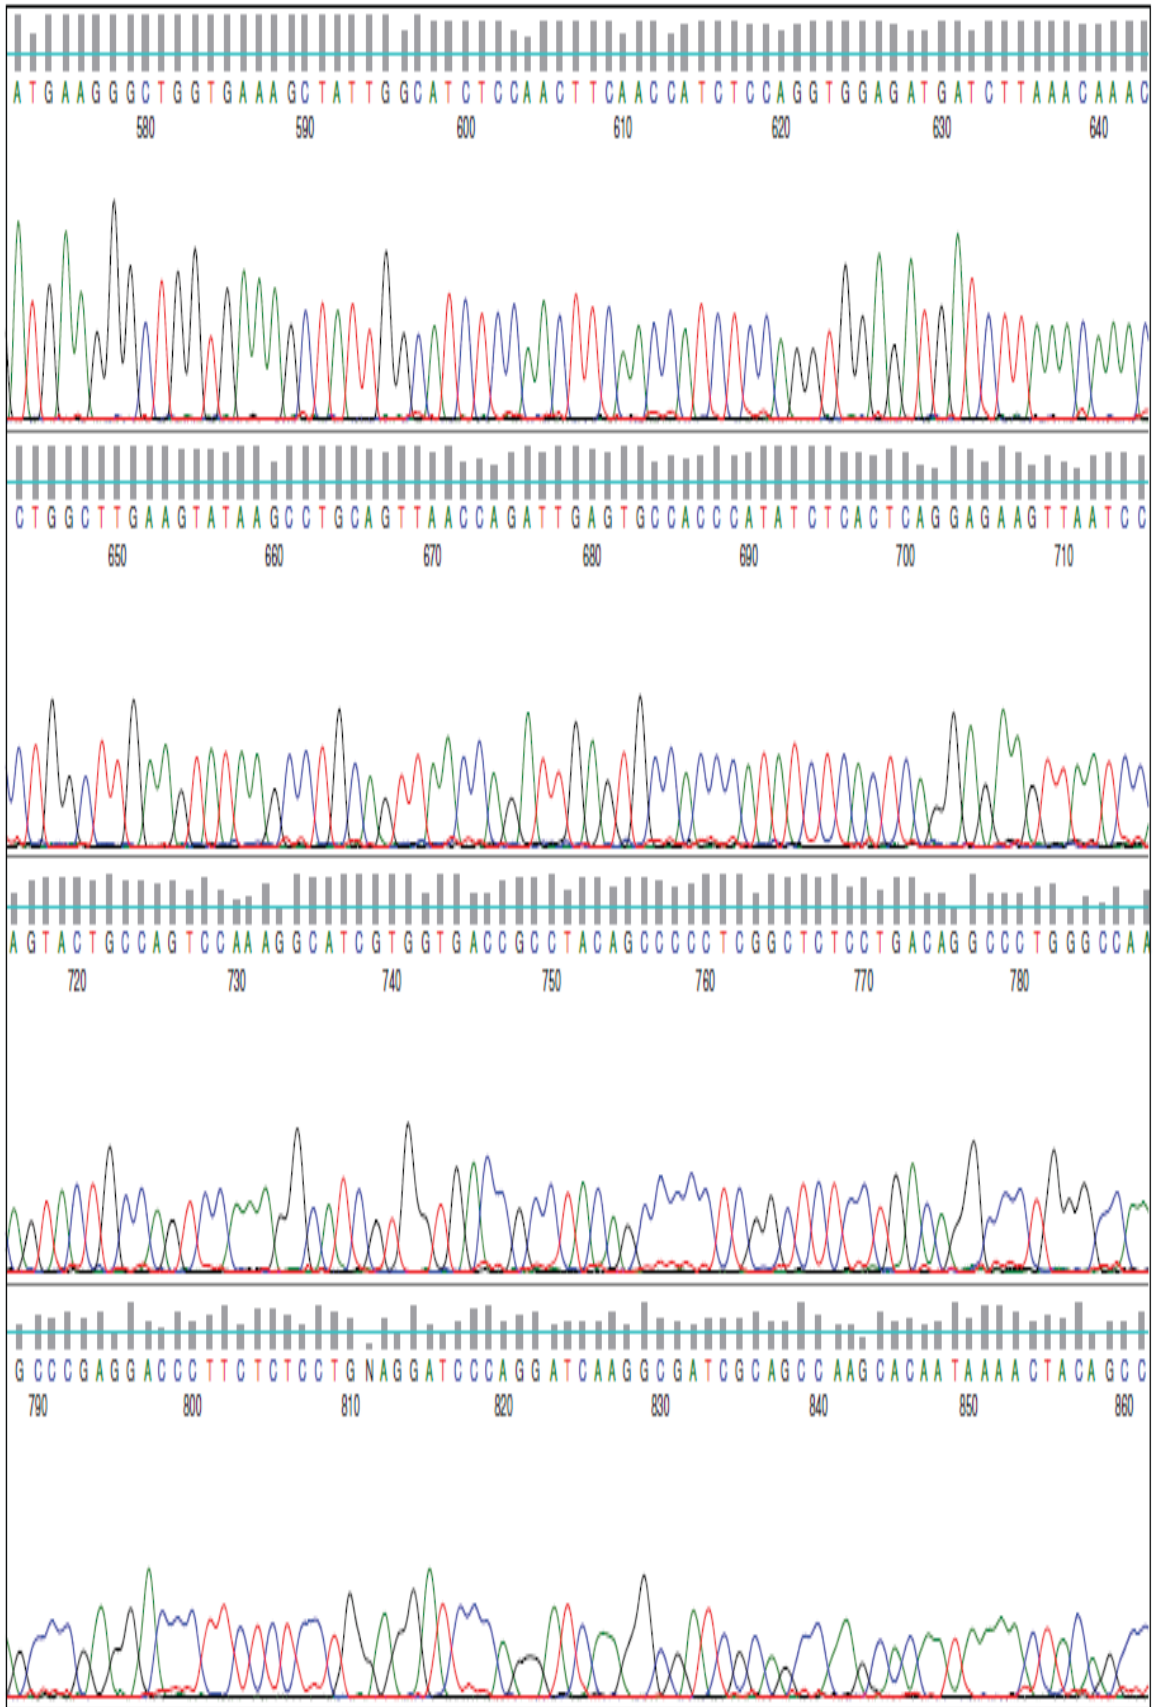 ATGAAGGGCTGGTGAAAGCTATTGGCATCTCCAACTTCAACCATCTCCAGGTGGAGATGATCTTAAACAAAC
580 590 600 610 620 630 640
CTGGCTTGAAGTATAAGCCTGCAGTTAACCAGATTGAGTGCCACCCATATCTCACTCAGGAGAAGTTAATCC
650 660 670 680 690 700 710
AGTACTGCCAGTCCAAAGGCATCGTGGTGACCGCCTACAGCCCCCTCGGCTCTCCTGACAGGCCCTGGGCCAA
720 730 740 750 760 770 780
GCCCGAGGACCCTTCTCTCCTGNAGGATCCCAGGATCAAGGCGATCGCAGCCAAGCACAATAAAACTACAGCC
790 800 810 820 830 840 850 860